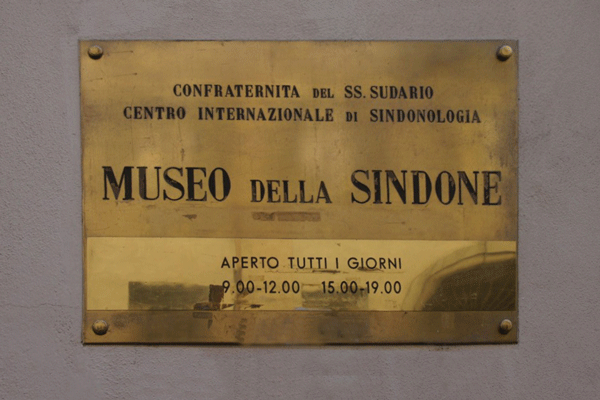 CONFRATERNITA DEL SS. SUDARIO
CENTRO INTERNAZIONALE DI SINDONOLOGIA
MUSEO DELLA SINDONE
APERTO TUTTI I GIORNI
9.00-12.00 15.00-19.00